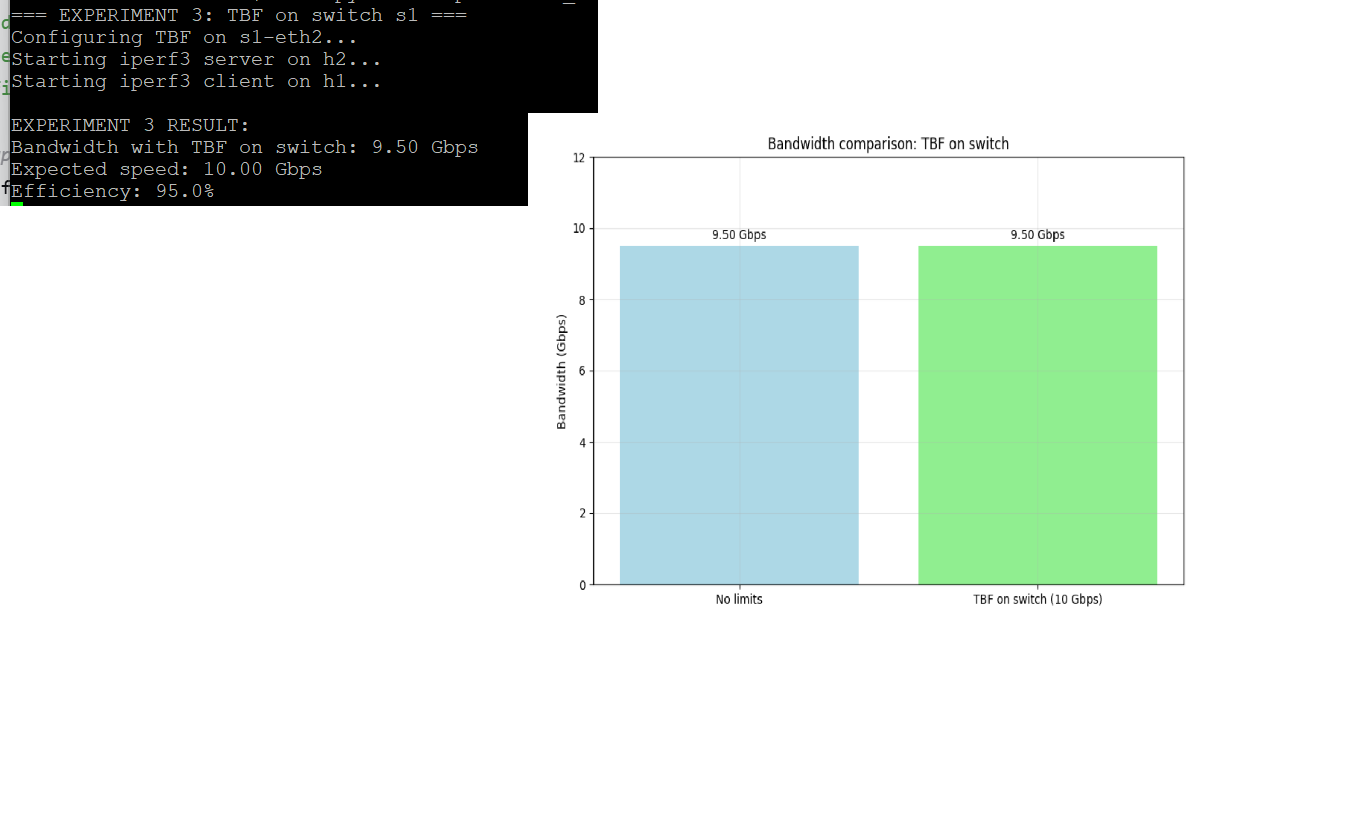 === EXPERIMENT 3: TBF on switch s1 ===
Configuring TBF on s1-eth2...
Starting iperf3 server on h2...
Starting iperf3 client on h1...
EXPERIMENT 3 RESULT:
Bandwidth with TBF on switch: 9.50 Gbps
Expected speed: 10.00 Gbps
Efficiency: 95.0%
Bandwidth comparison: TBF on switch
12
10
8
6
4
2
0
Bandwidth (Gbps)
9.50 Gbps
9.50 Gbps
No limits
TBF on switch (10 Gbps)